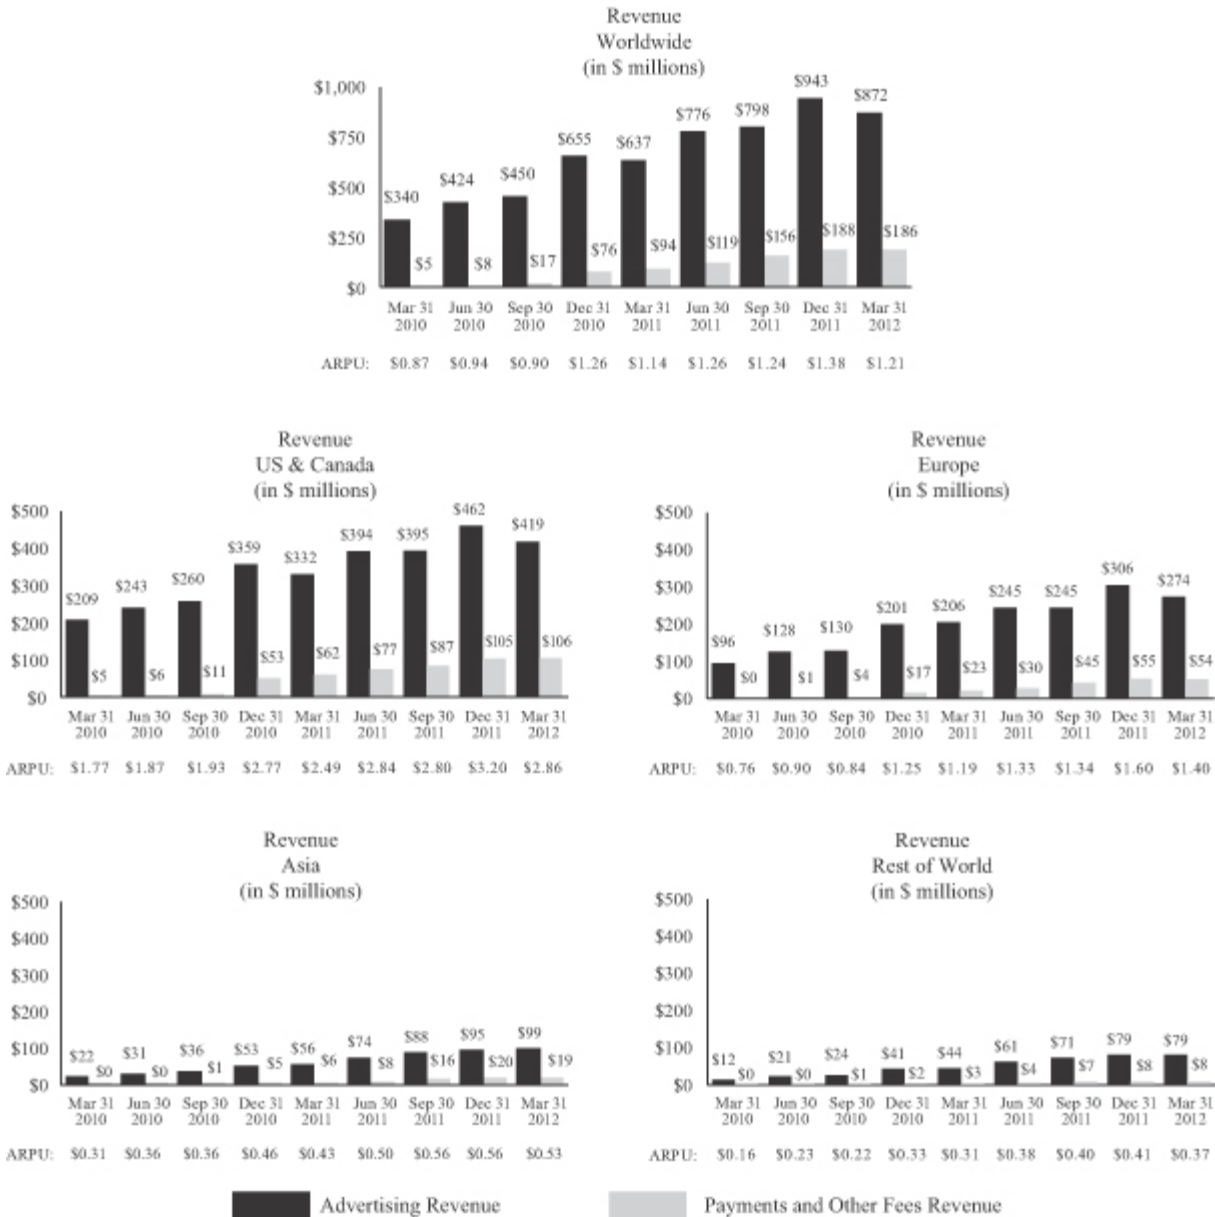 Revenue
Worldwide
(in $ millions)
$1,000
$750
$500
$250
$0
$340 $5 $424 $8 $450 $17 $655 $76 $637 $94 $776 $119 $798 $156 $943 $188 $872 $186
Mar 31 Jun 30 Sep 30 Dec 31 Mar 31 Jun 30 Sep 30 Dec 31 Mar 31
2010 2010 2010 2010 2011 2011 2011 2011 2012
ARPU: $0.87 $0.94 $0.90 $1.26 $1.14 $1.26 $1.24 $1.38 $1.21
Revenue
US & Canada
(in $ millions)
$500
$400
$300
$200
$100
$0
$209 $5 $243 $6 $260 $11 $359 $53 $332 $62 $394 $77 $395 $87 $462 $105 $419 $106
Mar 31 Jun 30 Sep 30 Dec 31 Mar 31 Jun 30 Sep 30 Dec 31 Mar 31
2010 2010 2010 2010 2011 2011 2011 2011 2012
ARPU: $1.77 $1.87 $1.93 $2.77 $2.49 $2.84 $2.80 $3.20 $2.86
Revenue
Europe
(in $ millions)
$500
$400
$300
$200
$100
$0
$96 $0 $128 $1 $130 $4 $201 $17 $206 $23 $245 $30 $245 $45 $306 $55 $274 $54
Mar 31 Jun 30 Sep 30 Dec 31 Mar 31 Jun 30 Sep 30 Dec 31 Mar 31
2010 2010 2010 2010 2011 2011 2011 2011 2012
ARPU: $0.76 $0.90 $0.84 $1.25 $1.19 $1.33 $1.34 $1.60 $1.40
Revenue
Asia
(in $ millions)
$500
$400
$300
$200
$100
$0
$22 $0 $31 $0 $36 $1 $53 $5 $56 $6 $74 $8 $88 $16 $95 $20 $99 $19
Mar 31 Jun 30 Sep 30 Dec 31 Mar 31 Jun 30 Sep 30 Dec 31 Mar 31
2010 2010 2010 2010 2011 2011 2011 2011 2012
ARPU: $0.31 $0.36 $0.36 $0.46 $0.43 $0.50 $0.56 $0.56 $0.53
Revenue
Rest of World
(in $ millions)
$500
$400
$300
$200
$100
$0
$12 $0 $21 $0 $24 $1 $41 $2 $44 $3 $61 $4 $71 $7 $79 $8 $79 $8
Mar 31 Jun 30 Sep 30 Dec 31 Mar 31 Jun 30 Sep 30 Dec 31 Mar 31
2010 2010 2010 2010 2011 2011 2011 2011 2012
ARPU: $0.16 $0.23 $0.22 $0.33 $0.31 $0.38 $0.40 $0.41 $0.37
Advertising Revenue
Payments and Other Fees Revenue